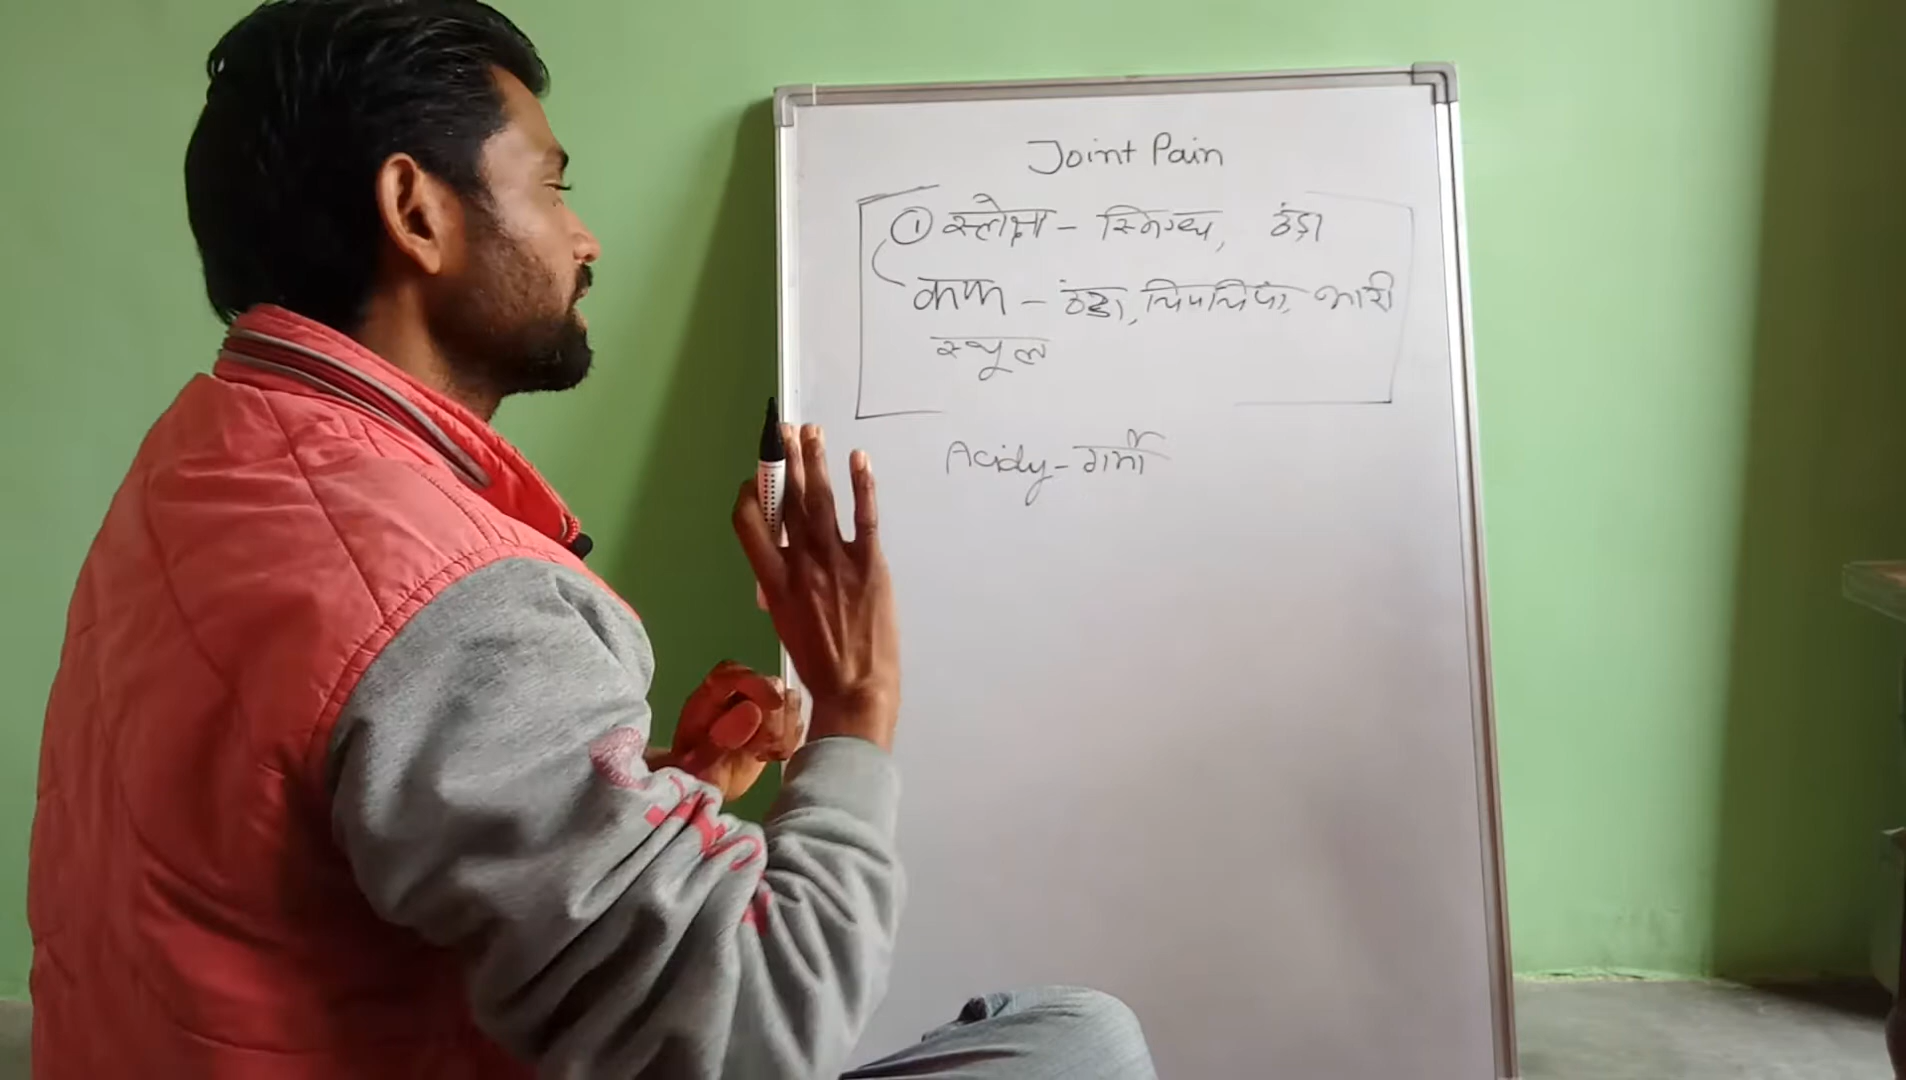 Joint Pain
① स्लेष्मा - स्निग्ध, ठंडा
कफ - ठंडा, चिपचिपा, भारी
स्थूल
Acidy - गर्मी